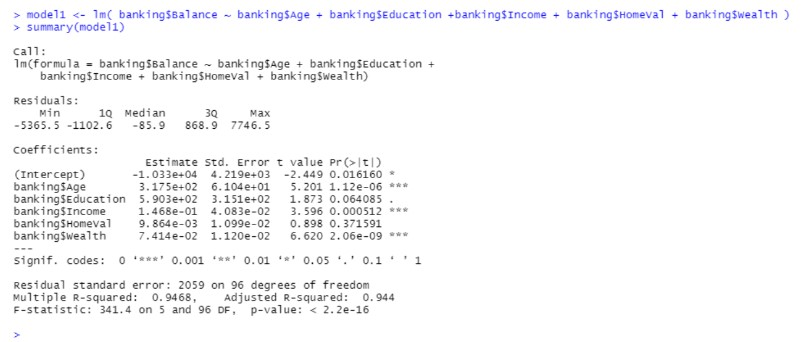 > model1 <- lm( banking$Balance ~ banking$Age + banking$Education +banking$Income + banking$HomeVal + banking$Wealth )
> summary(model1)
Call:
lm(formula = banking$Balance ~ banking$Age + banking$Education +
banking$Income + banking$HomeVal + banking$Wealth)
Residuals:
Min 1Q Median 3Q Max
-5365.5 -1102.6 -85.9 868.9 7746.5
Coefficients:
Estimate Std. Error t value Pr(>|t|)
(Intercept) -1.033e+04 4.219e+03 -2.449 0.016160 *
banking$Age 3.175e+02 6.104e+01 5.201 1.12e-06 ***
banking$Education 5.903e+02 3.151e+02 1.873 0.064085 .
banking$Income 1.468e-01 4.083e-02 3.596 0.000512 ***
banking$HomeVal 9.864e-03 1.099e-02 0.898 0.371591
banking$Wealth 7.414e-02 1.120e-02 6.620 2.06e-09 ***
---
Signif. codes: 0 ‘***’ 0.001 ‘**’ 0.01 ‘*’ 0.05 ‘.’ 0.1 ‘ ’ 1
Residual standard error: 2059 on 96 degrees of freedom
Multiple R-squared: 0.9468, Adjusted R-squared: 0.944
F-statistic: 341.4 on 5 and 96 DF, p-value: < 2.2e-16
>